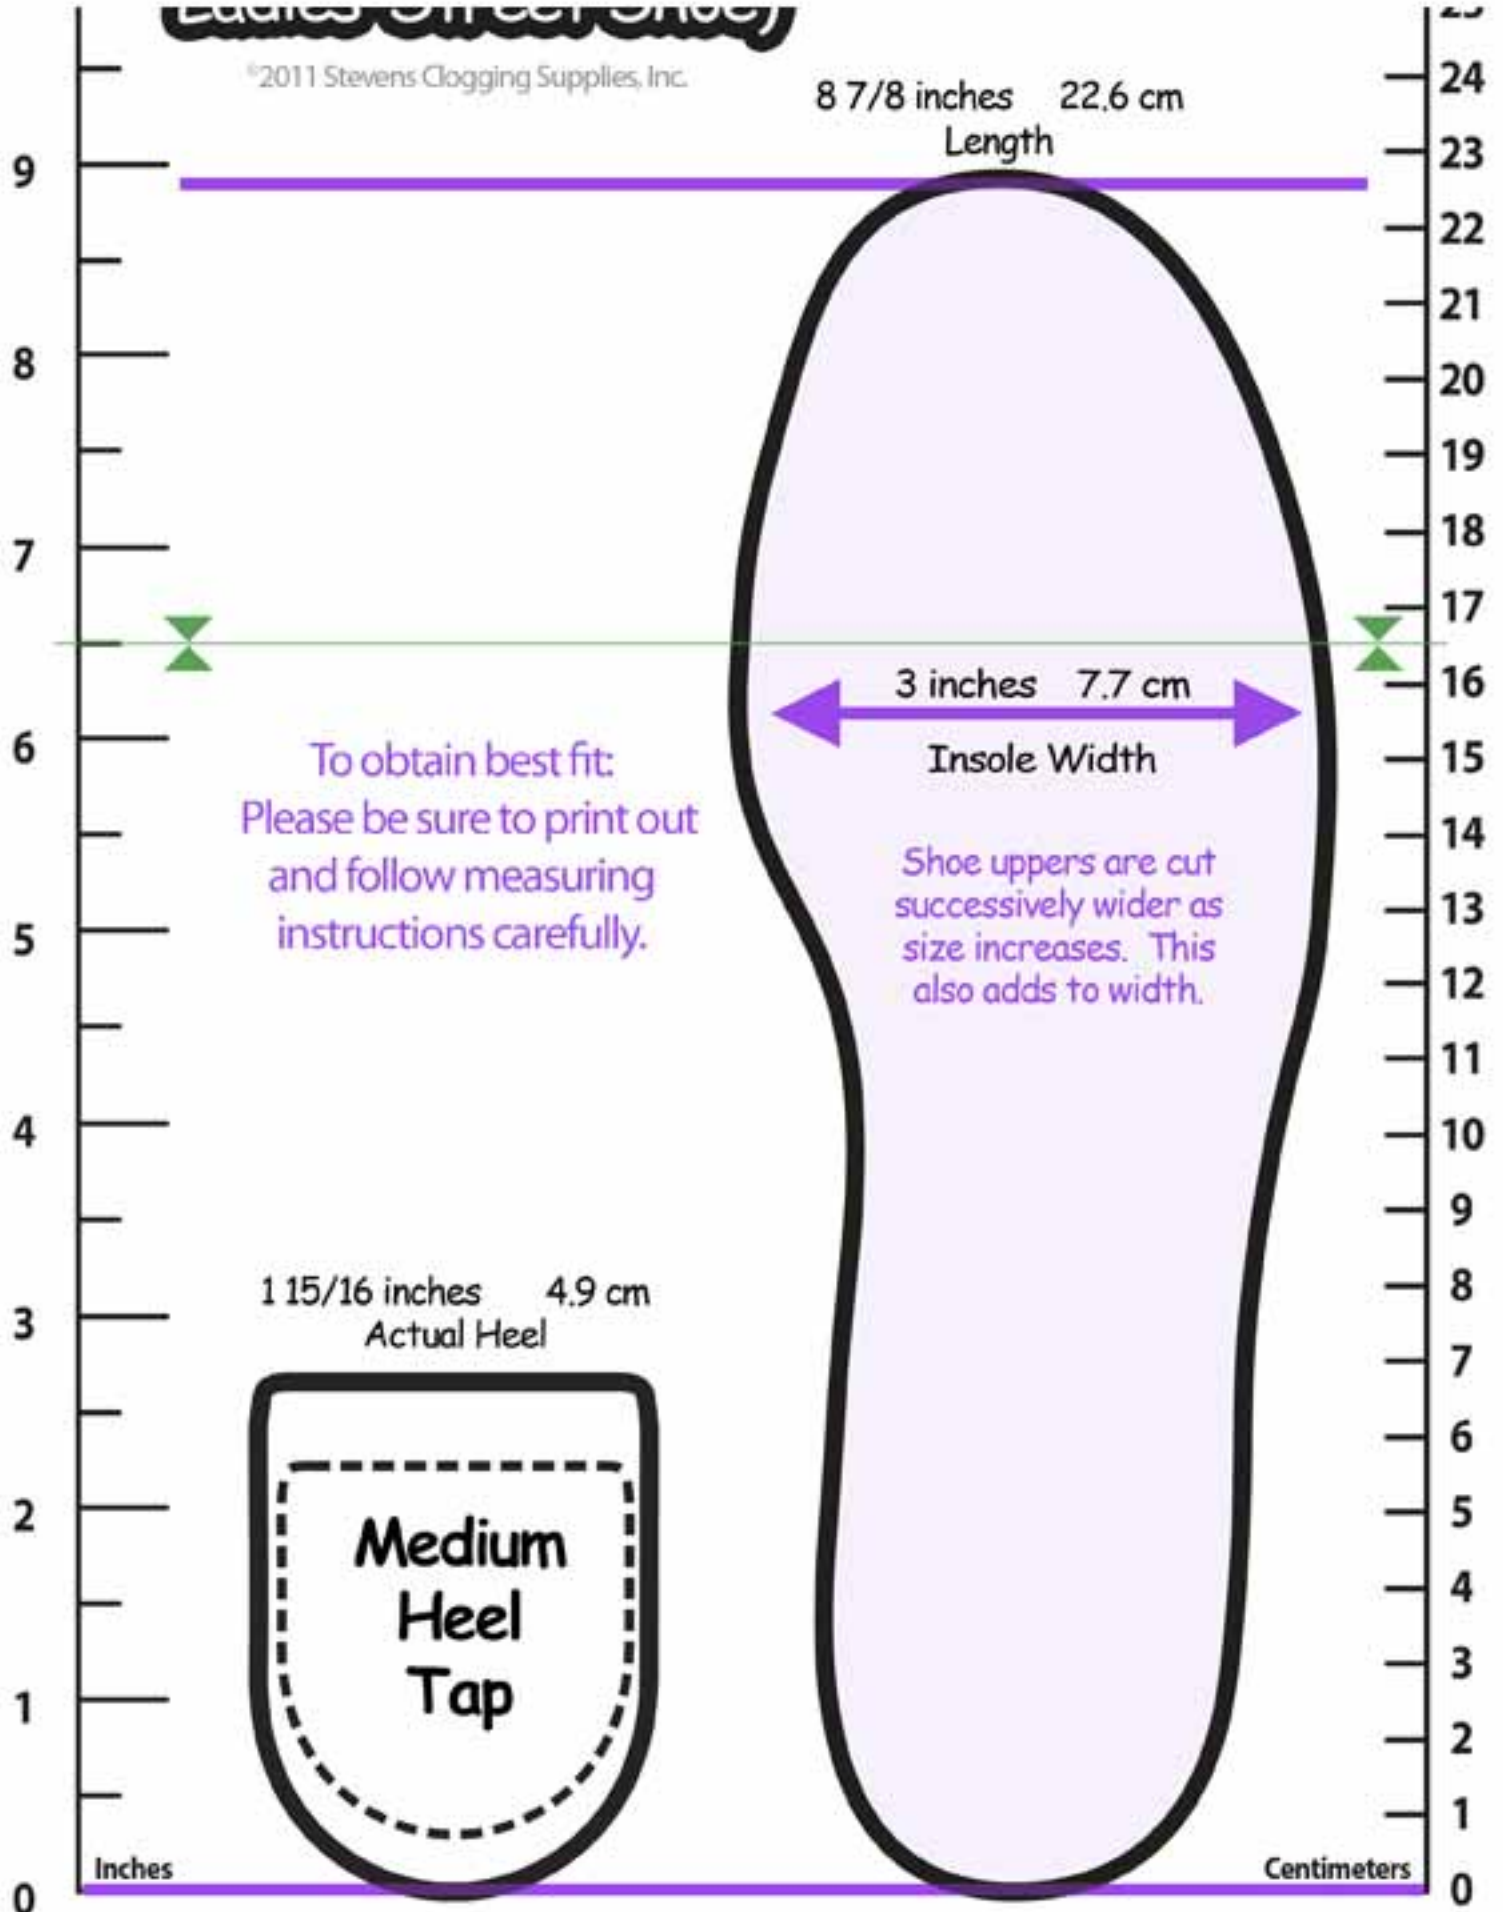 Ladies Street Shoe)
©2011 Stevens Clogging Supplies, Inc.
8 7/8 inches 22.6 cm
Length
3 inches 7.7 cm
Insole Width
To obtain best fit:
Please be sure to print out
and follow measuring
instructions carefully.
Shoe uppers are cut
successively wider as
size increases. This
also adds to width.
1 15/16 inches 4.9 cm
Actual Heel
Medium
Heel
Tap
9
8
7
6
5
4
3
2
1
0
Inches
25
24
23
22
21
20
19
18
17
16
15
14
13
12
11
10
9
8
7
6
5
4
3
2
1
0
Centimeters